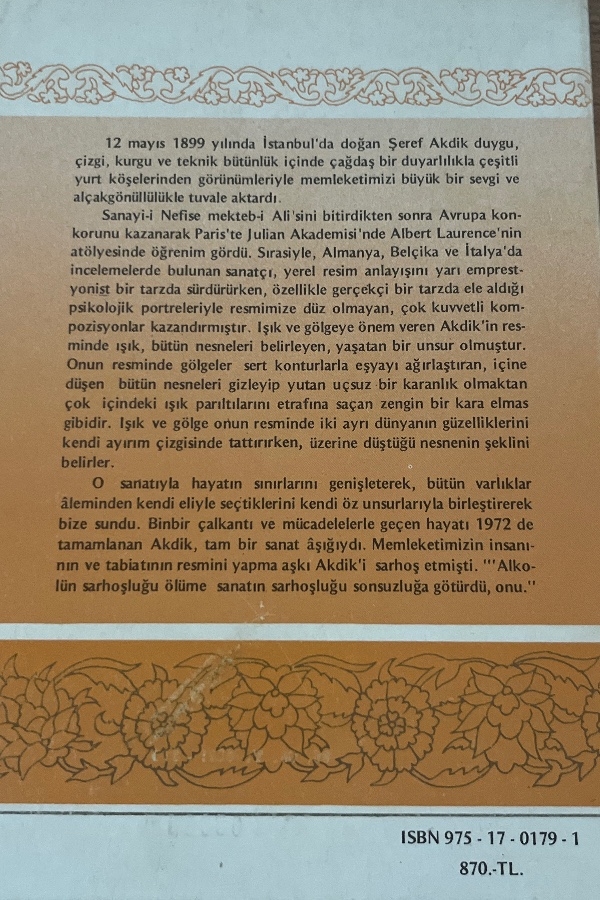 12 mayıs 1899 yılında İstanbul'da doğan Şeref Akdik duygu,
çizgi, kurgu ve teknik bütünlük içinde çağdaş bir duyarlılıkla çeşitli
yurt köşelerinden görünümleriyle memleketimizi büyük bir sevgi ve
alçakgönüllülükle tuvale aktardı.
Sanayi-i Nefise mekteb-i Ali'sini bitirdikten sonra Avrupa kon-
korunu kazanarak Paris'te Julian Akademisi'nde Albert Laurence'nin
atölyesinde öğrenim gördü. Sırasiyle, Almanya, Belçika ve İtalya'da
incelemelerde bulunan sanatçı, yerel resim anlayışını yarı emprest-
yonist bir tarzda sürdürürken, özellikle gerçekçi bir tarzda ele aldığı
psikolojik portreleriyle resmimize düz olmayan, çok kuvvetli kom-
pozisyonlar kazandırmıştır. Işık ve gölgeye önem veren Akdik'in res-
minde ışık, bütün nesneleri belirleyen, yaşatan bir unsur olmuştur.
Onun resminde gölgeler sert konturlarla eşyayı ağırlaştıran, içine
düşen bütün nesneleri gizleyip yutan uçsuz bir karanlık olmaktan
çok içindeki ışık parıltılarını etrafına saçan zengin bir kara elmas
gibidir. Işık ve gölge onun resminde iki ayrı dünyanın güzelliklerini
kendi ayırım çizgisinde tattırırken, üzerine düştüğü nesnenin şeklini
belirler.
O sanatıyla hayatın sınırlarını genişleterek, bütün varlıklar
âleminden kendi eliyle seçtiklerini kendi öz unsurlarıyla birleştirerek
bize sundu. Binbir çalkantı ve mücadelelerle geçen hayatı 1972 de
tamamlanan Akdik, tam bir sanat âşığıydı. Memleketimizin insanı-
nın ve tabiatının resmini yapma aşkı Akdik'i sarhoş etmişti. "'Alko-
lün sarhoşluğu ölüme sanatın sarhoşluğu sonsuzluğa götürdü, onu."
ISBN 975 - 17 - 0179 - 1
870.-TL.